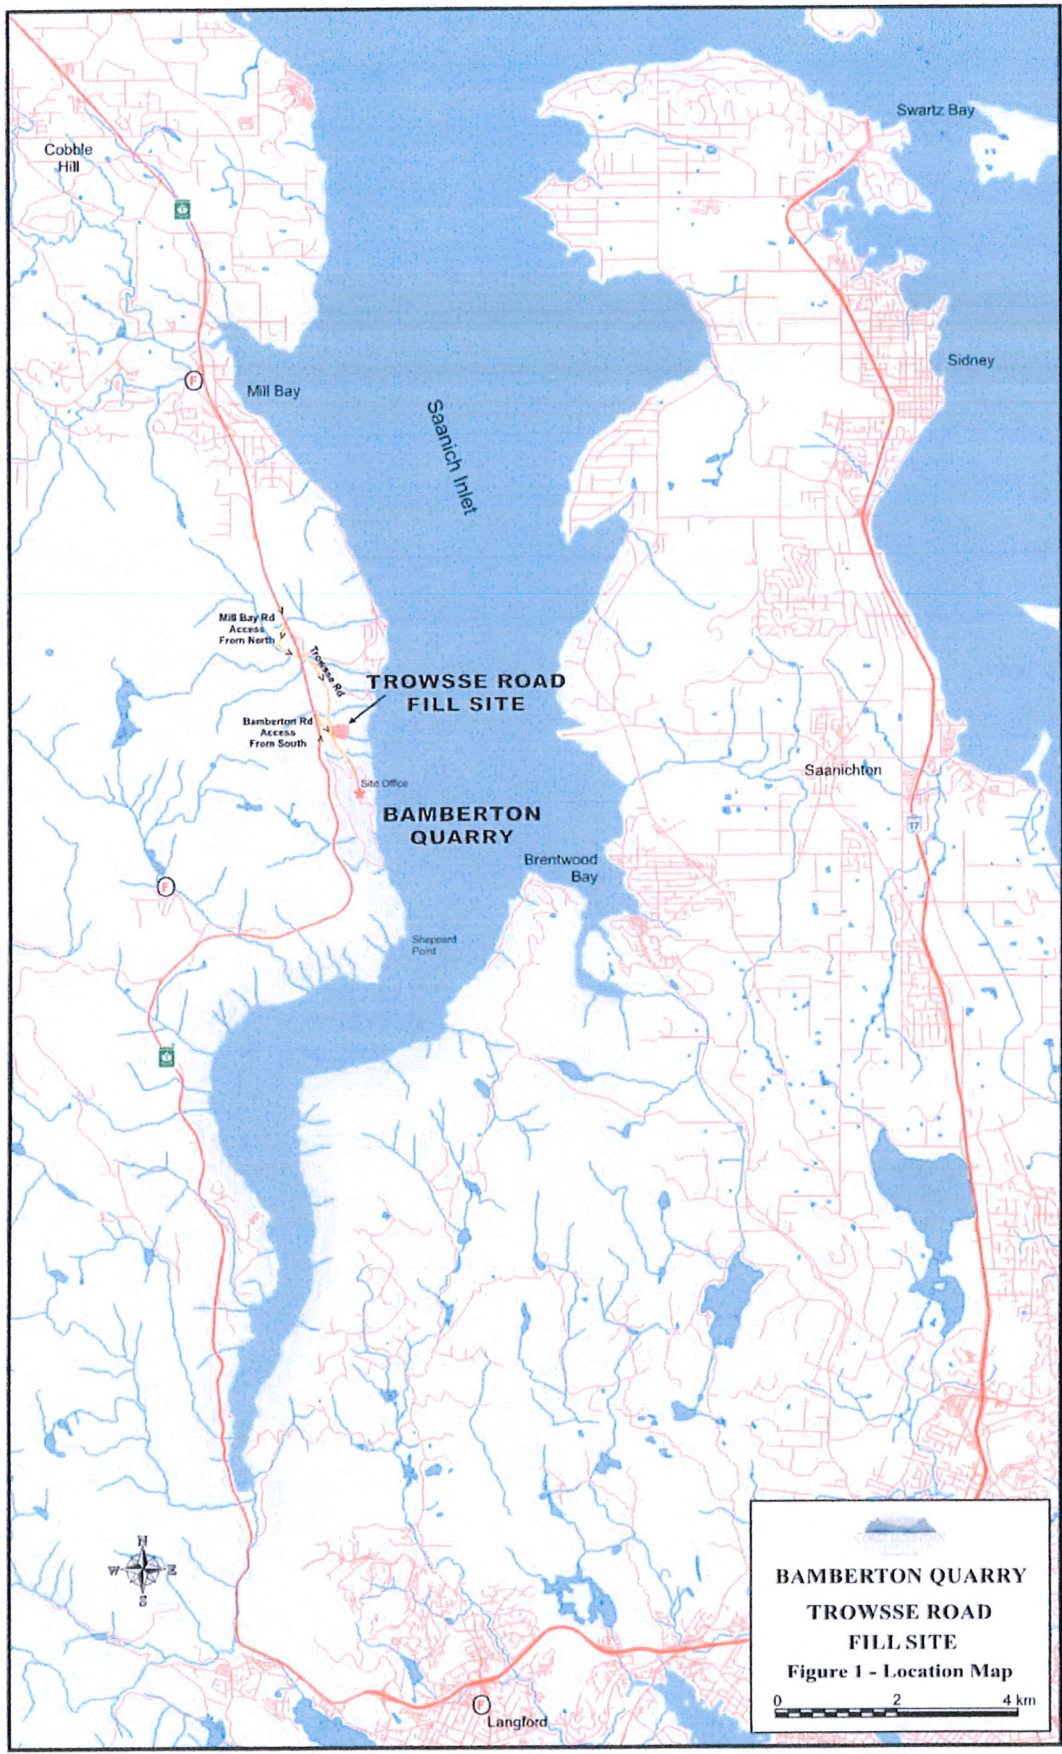 Swartz Bay
Cobble
Hill
Sidney
Mill Bay
Saanich Inlet
F
Mill Bay Rd
Access
From North
Trowsse Rd
TROWSSE ROAD
FILL SITE
Bamberton Rd
Access
From South
Saanichton
Site Office
BAMBERTON
QUARRY
17
Brentwood
Bay
F
Sheppard
Point
N
W E
S
BAMBERTON QUARRY
TROWSSE ROAD
FILL SITE
Figure 1 - Location Map
0 2 4 km
F
Langford